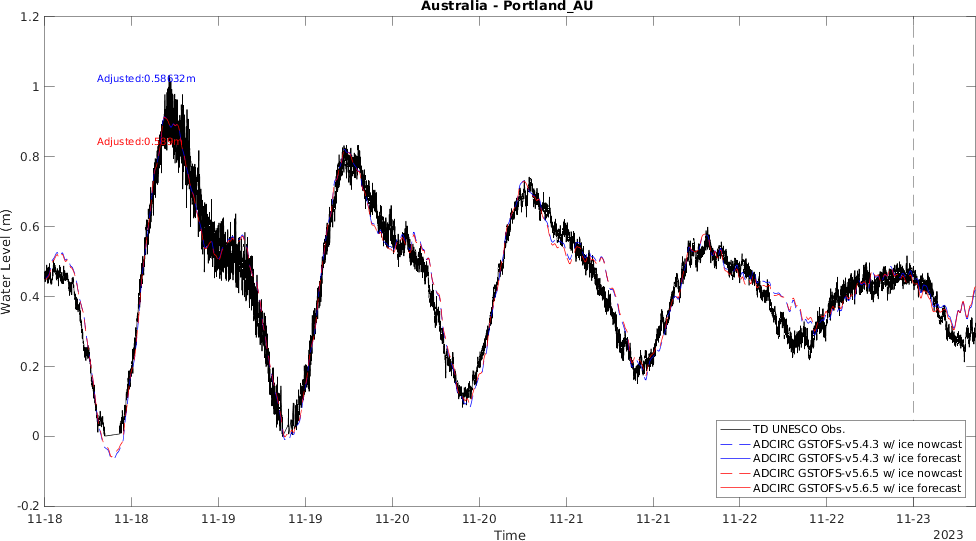 Australia - Portland_AU
1.2
1
0.8
0.6
0.4
0.2
0
-0.2
Water Level (m)
Adjusted:0.58632m
TD UNESCO Obs.
ADCIRC GSTOFS-v5.4.3 w/ ice nowcast
ADCIRC GSTOFS-v5.4.3 w/ ice forecast
ADCIRC GSTOFS-v5.6.5 w/ ice nowcast
ADCIRC GSTOFS-v5.6.5 w/ ice forecast
11-18 11-18 11-19 11-19 11-20 11-20 11-21 11-21 11-22 11-22 11-23
Time
2023